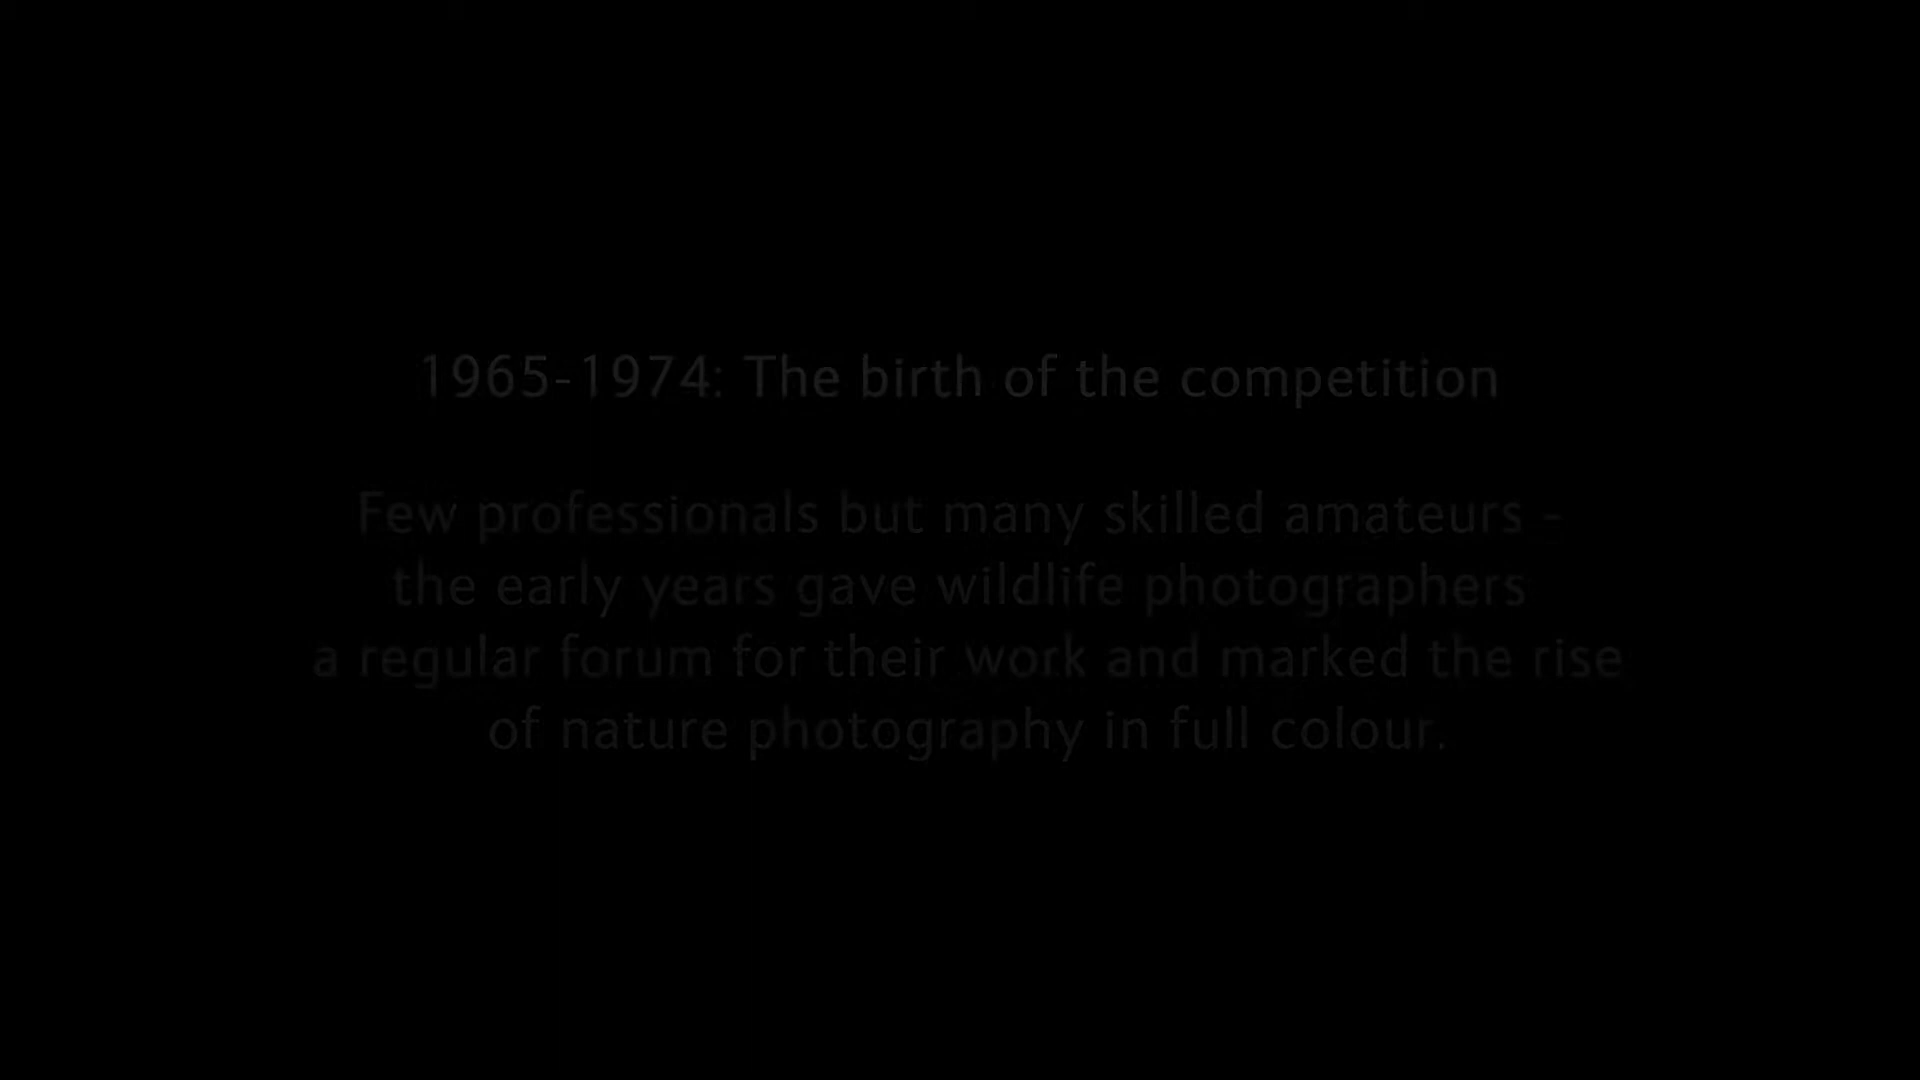 1965-1974: The birth of the competition
Few professionals but many skilled amateurs -
the early years gave wildlife photographers
a regular forum for their work and marked the rise
of nature photography in full colour.